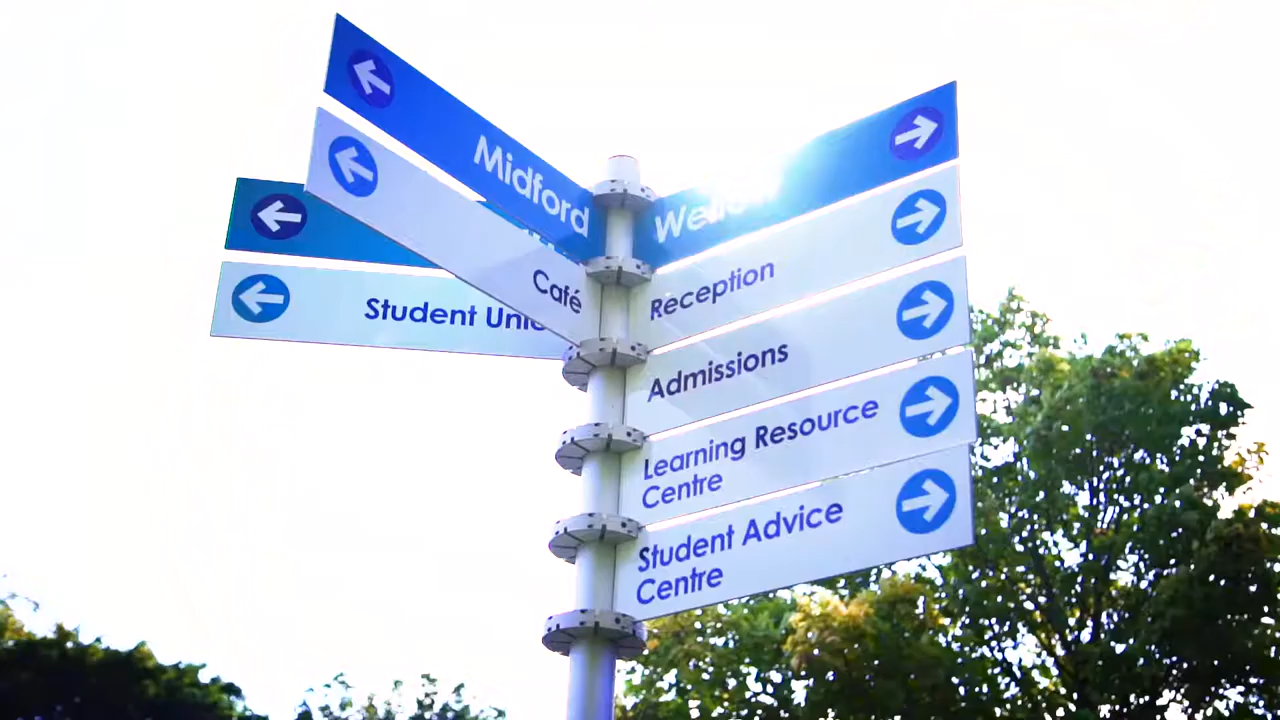 Midford
Café
Student
Reception
Admissions
Learning Resource
Centre
Student Advice
Centre